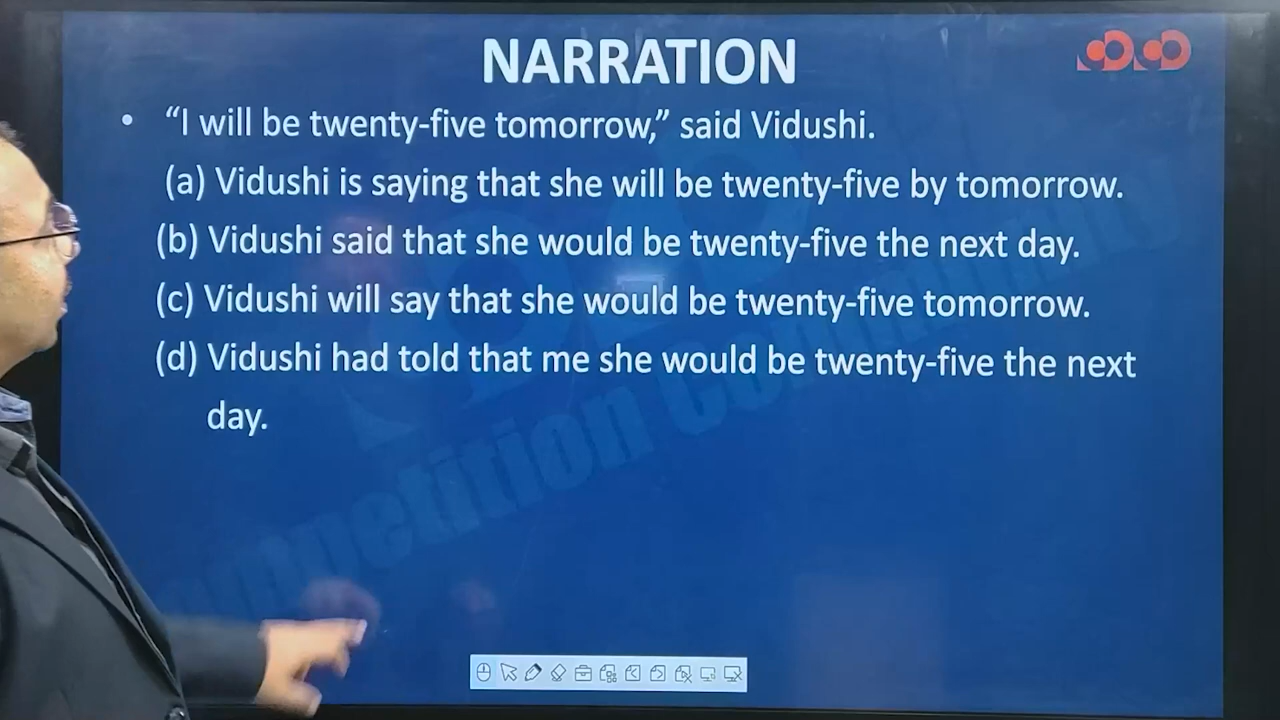 NARRATION
• “I will be twenty-five tomorrow,” said Vidushi.
(a) Vidushi is saying that she will be twenty-five by tomorrow.
(b) Vidushi said that she would be twenty-five the next day.
(c) Vidushi will say that she would be twenty-five tomorrow.
(d) Vidushi had told that me she would be twenty-five the next
day.